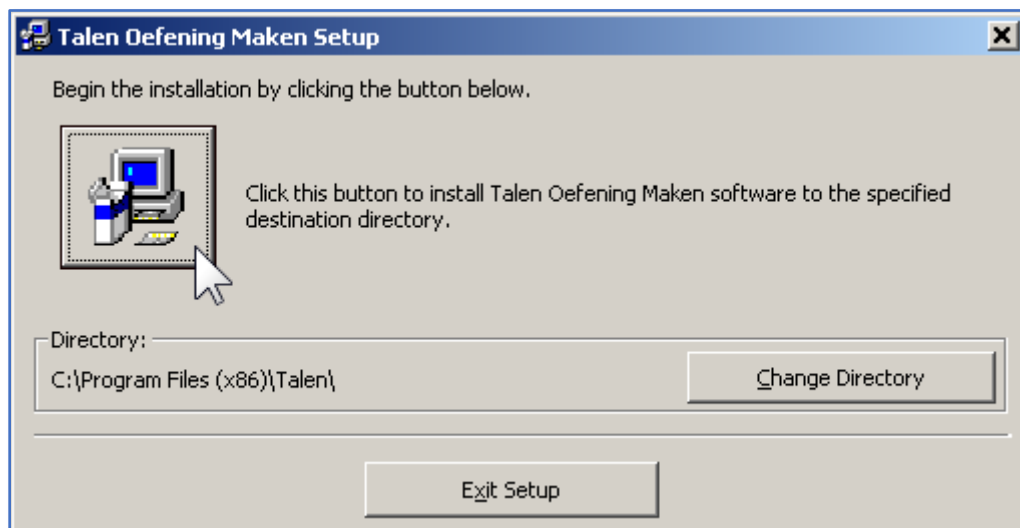 Talen Oefening Maken Setup
Begin the installation by clicking the button below.
Click this button to install Talen Oefening Maken software to the specified
destination directory.
Directory:
C:\Program Files (x86)\Talen\
Change Directory
Exit Setup